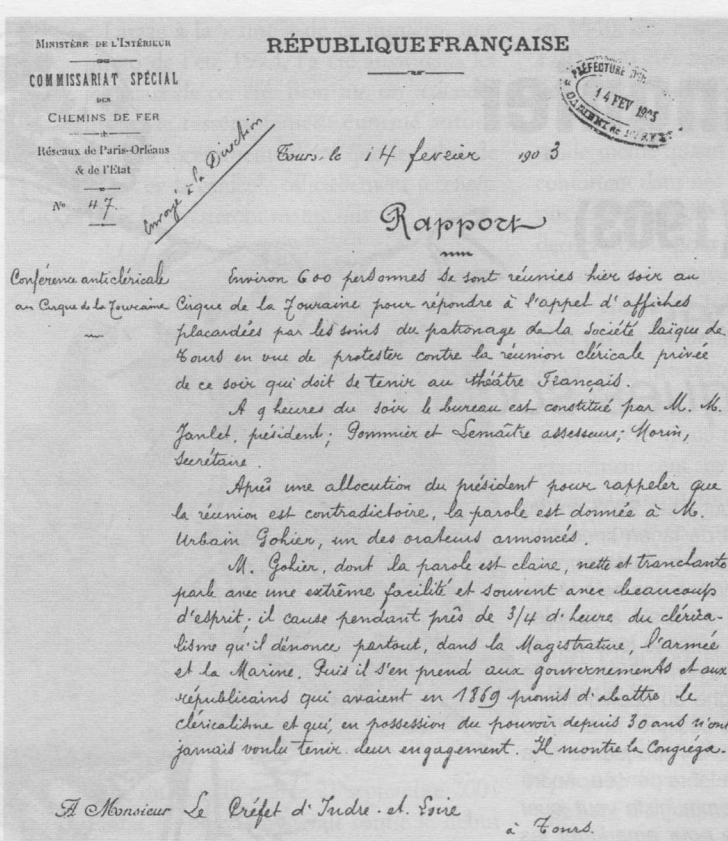 MINISTÈRE DE L'INTÉRIEUR
COMMISSARIAT SPÉCIAL
DES
CHEMINS DE FER
Réseaux de Paris-Orléans
& de l'Etat
N° 47.
RÉPUBLIQUE FRANÇAISE
PRÉFECTURE
14 FEV 1903
Envoyé à la Direction
Tours, le 14 fevrier 1903
Rapport
Conférence anticléricale
au Cirque de la Touraine
Environ 600 personnes se sont réunies hier soir au
Cirque de la Touraine pour répondre à l'appel d'affiches
placardées par les soins du patronage de la Société laïque de
Tours en vue de protester contre la réunion cléricale privée
de ce soir qui doit se tenir au théâtre Français.
A 9 heures du soir le bureau est constitué par M. M.
Janlet, président; Pommier et Lemaître assesseurs; Morin,
secrétaire.
Après une allocution du président pour rappeler que
la réunion est contradictoire, la parole est donnée à M.
Urbain Gohier, un des orateurs annoncés.
M. Gohier, dont la parole est claire, nette et tranchante
parle avec une extrême facilité et souvent avec beaucoup
d'esprit; il cause pendant près de 3/4 d'heure du clérica-
lisme qu'il dénonce partout, dans la Magistrature, l'armée
et la Marine. Puis il s'en prend aux gouvernements et aux
républicains qui avaient en 1869 promis d'abattre le
cléricalisme et qui, en possession du pouvoir depuis 30 ans n'ont
jamais voulu tenir leur engagement. Il montre la Congréga-
A Monsieur Le Préfet d'Indre-et-Loire
à Tours.